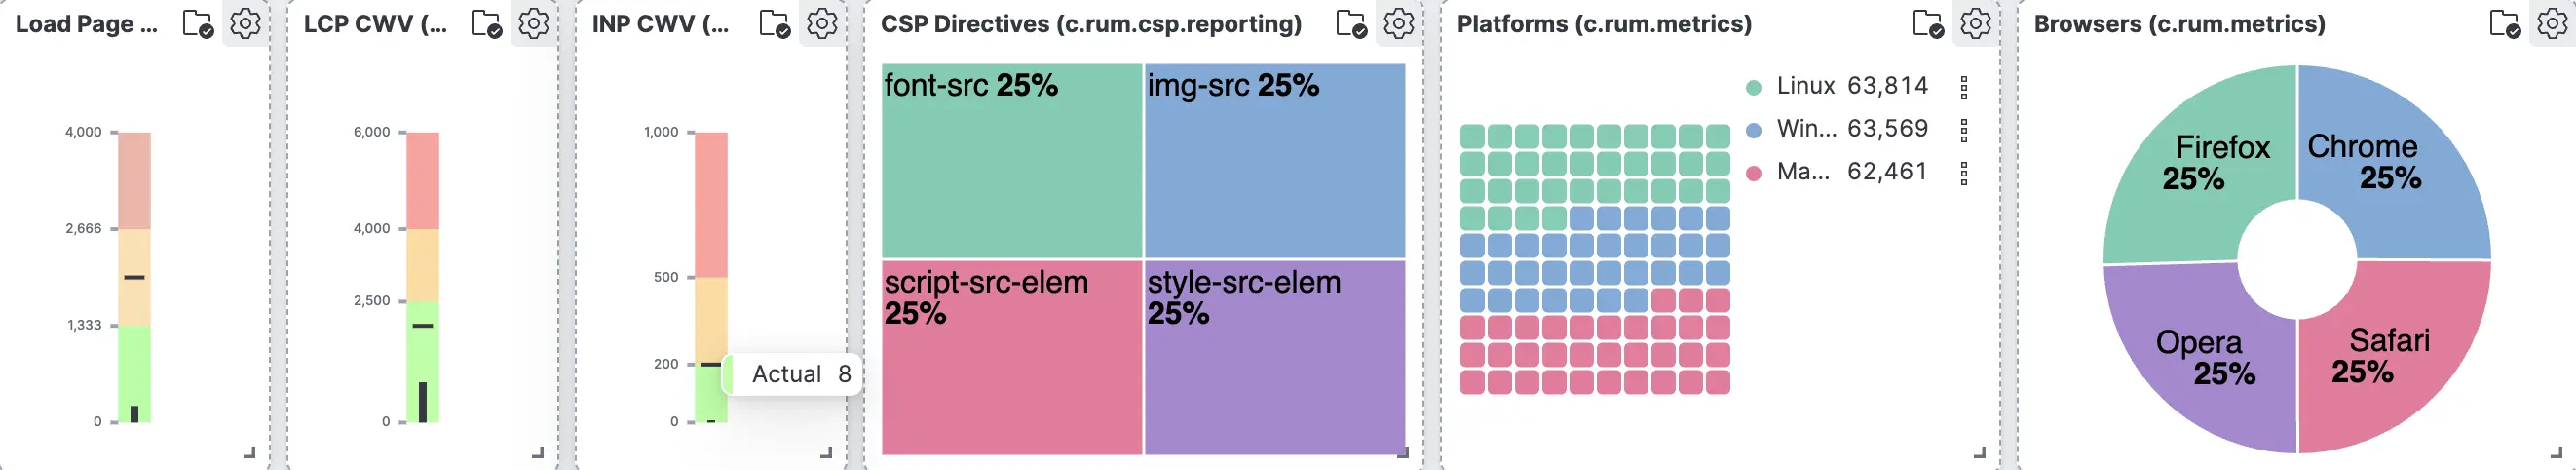 Load Page ...
4,000
2,666
1,333
0
LCP CWV (...
6,000
4,000
2,500
0
INP CWV (...
1,000
500
200
0
Actual 8
CSP Directives (c.rum.csp.reporting)
font-src 25%
img-src 25%
script-src-elem
25%
style-src-elem
25%
Platforms (c.rum.metrics)
Linux 63,814
Win... 63,569
Ma... 62,461
Browsers (c.rum.metrics)
Firefox
25%
Chrome
25%
Opera
25%
Safari
25%